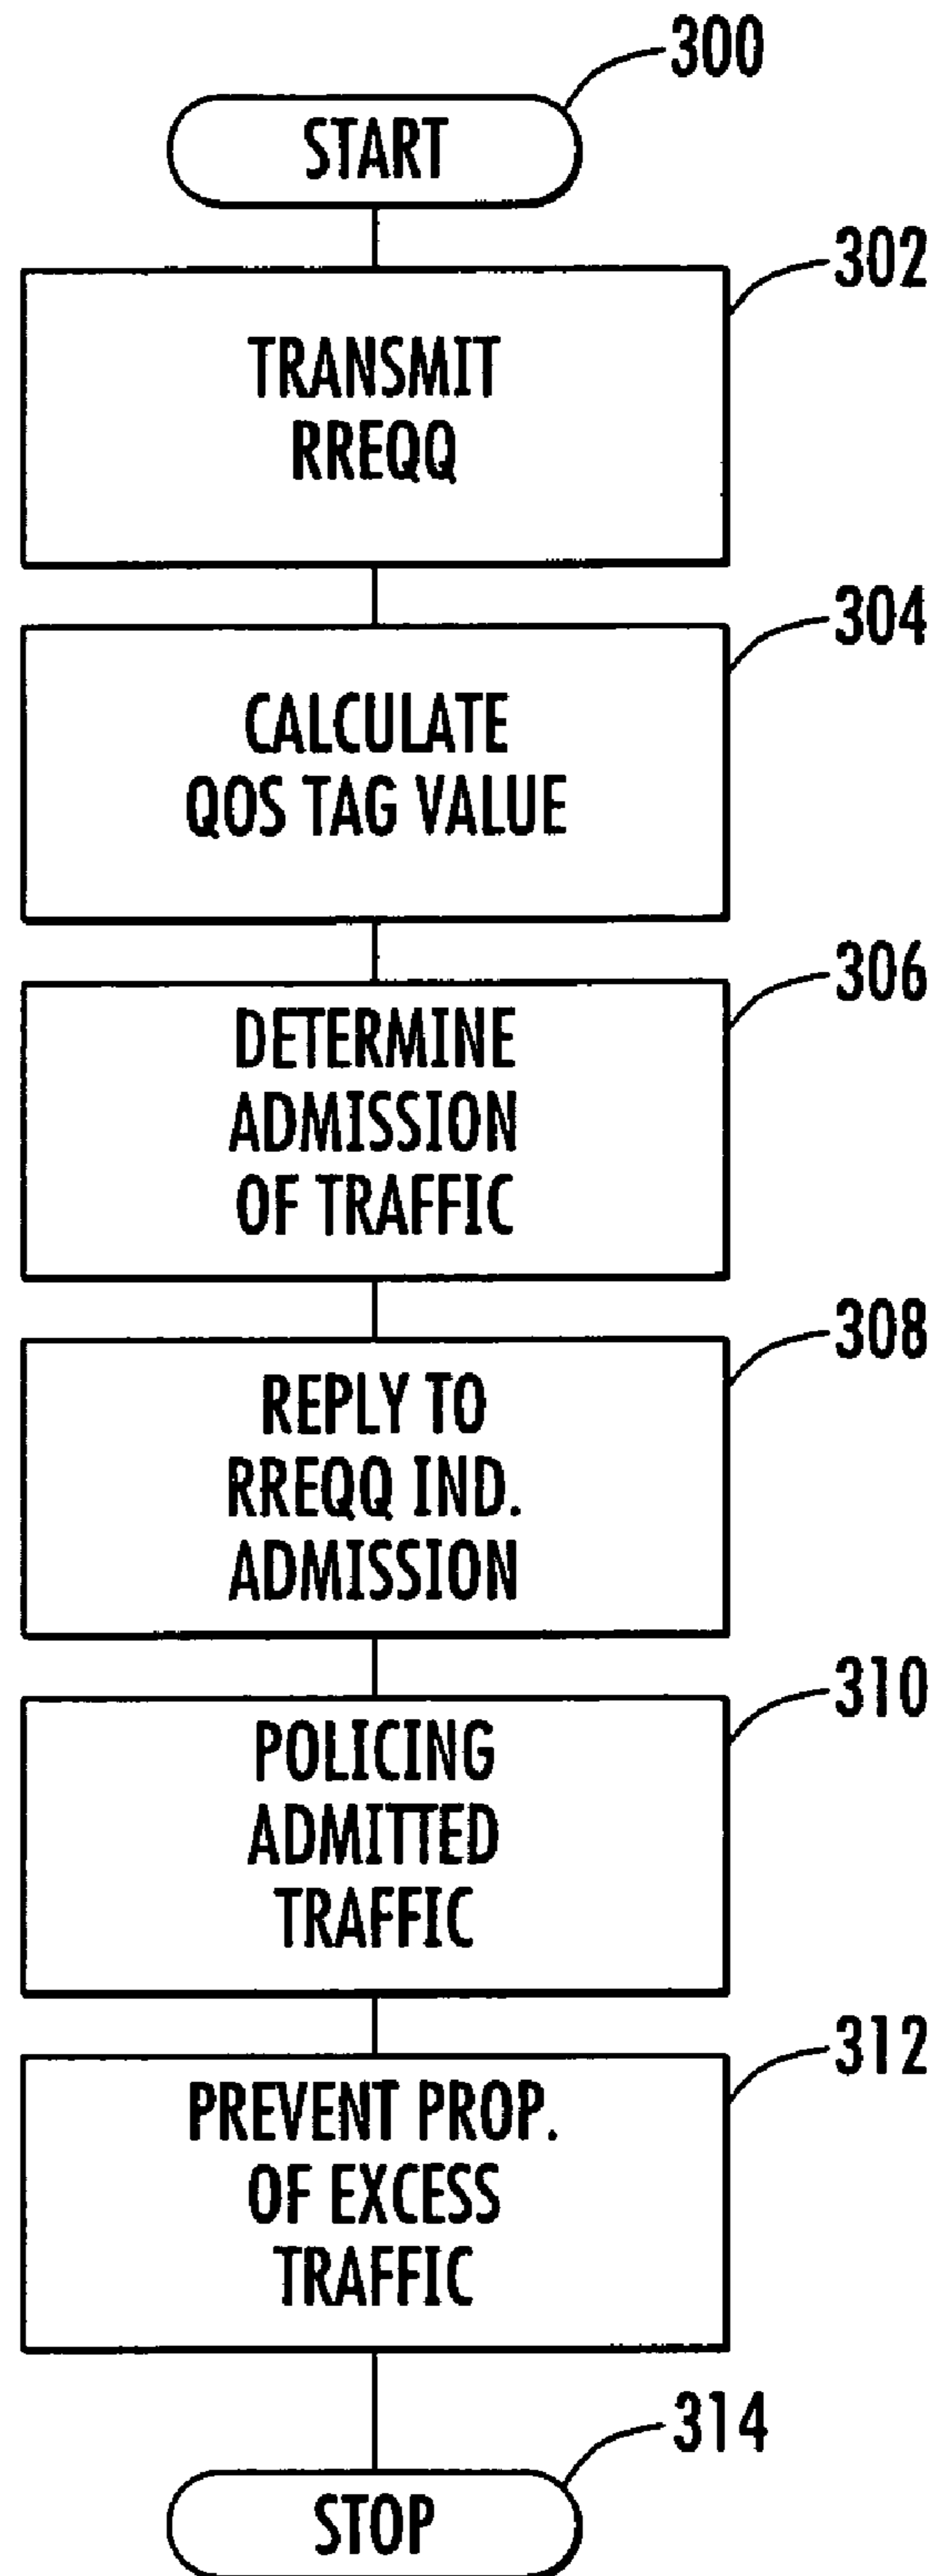 300
START
302
TRANSMIT
RREQQ
304
CALCULATE
QOS TAG VALUE
306
DETERMINE
ADMISSION
OF TRAFFIC
308
REPLY TO
RREQQ IND.
ADMISSION
310
POLICING
ADMITTED
TRAFFIC
312
PREVENT PROP.
OF EXCESS
TRAFFIC
314
STOP